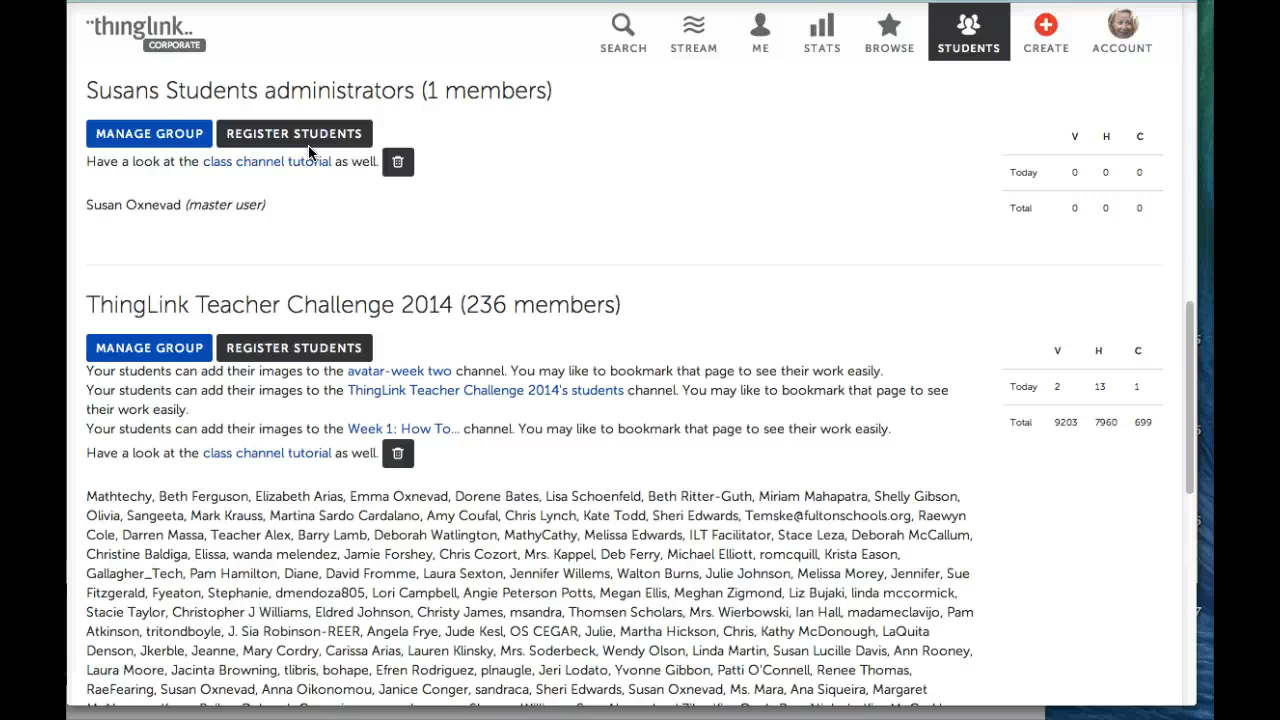 thinglink..
CORPORATE
SEARCH STREAM ME STATS BROWSE STUDENTS CREATE ACCOUNT
Susans Students administrators (1 members)
MANAGE GROUP REGISTER STUDENTS
Have a look at the class channel tutorial as well.
Susan Oxnevad (master user)
V H C
Today 0 0 0
Total 0 0 0
ThingLink Teacher Challenge 2014 (236 members)
MANAGE GROUP REGISTER STUDENTS
Your students can add their images to the avatar-week two channel. You may like to bookmark that page to see their work easily.
Your students can add their images to the ThingLink Teacher Challenge 2014's students channel. You may like to bookmark that page to see
their work easily.
Your students can add their images to the Week 1: How To... channel. You may like to bookmark that page to see their work easily.
Have a look at the class channel tutorial as well.
V H C
Today 2 13 1
Total 9203 7960 699
Mathtechy, Beth Ferguson, Elizabeth Arias, Emma Oxnevad, Dorene Bates, Lisa Schoenfeld, Beth Ritter-Guth, Miriam Mahapatra, Shelly Gibson,
Olivia, Sangeeta, Mark Krauss, Martina Sardo Cardalano, Amy Coufal, Chris Lynch, Kate Todd, Sheri Edwards, Temske@fultonschools.org, Raewyn
Cole, Darren Massa, Teacher Alex, Barry Lamb, Deborah Watlington, MathyCathy, Melissa Edwards, ILT Facilitator, Stace Leza, Deborah McCallum,
Christine Baldiga, Elissa, wanda melendez, Jamie Forshey, Chris Cozort, Mrs. Kappel, Deb Ferry, Michael Elliott, romcquill, Krista Eason,
Gallagher_Tech, Pam Hamilton, Diane, David Fromme, Laura Sexton, Jennifer Willems, Walton Burns, Julie Johnson, Melissa Morey, Jennifer, Sue
Fitzgerald, Fyeaton, Stephanie, dmendoza805, Lori Campbell, Angie Peterson Potts, Megan Ellis, Meghan Zigmond, Liz Bujaki, linda mccormick,
Stacie Taylor, Christopher J Williams, Eldred Johnson, Christy James, msandra, Thomsen Scholars, Mrs. Wierbowski, Ian Hall, madameclavijo, Pam
Atkinson, tritondboyle, J. Sia Robinson-REER, Angela Frye, Jude Kesl, OS CEGAR, Julie, Martha Hickson, Chris, Kathy McDonough, LaQuita
Denson, Jkerble, Jeanne, Mary Cordry, Carissa Arias, Lauren Klinsky, Mrs. Soderbeck, Wendy Olson, Linda Martin, Susan Lucille Davis, Ann Rooney,
Laura Moore, Jacinta Browning, tlibris, bohape, Efren Rodriguez, plnaugle, Jeri Lodato, Yvonne Gibbon, Patti O'Connell, Renee Thomas,
RaeFearing, Susan Oxnevad, Anna Oikonomou, Janice Conger, sandraca, Sheri Edwards, Susan Oxnevad, Ms. Mara, Ana Siqueira, Margaret